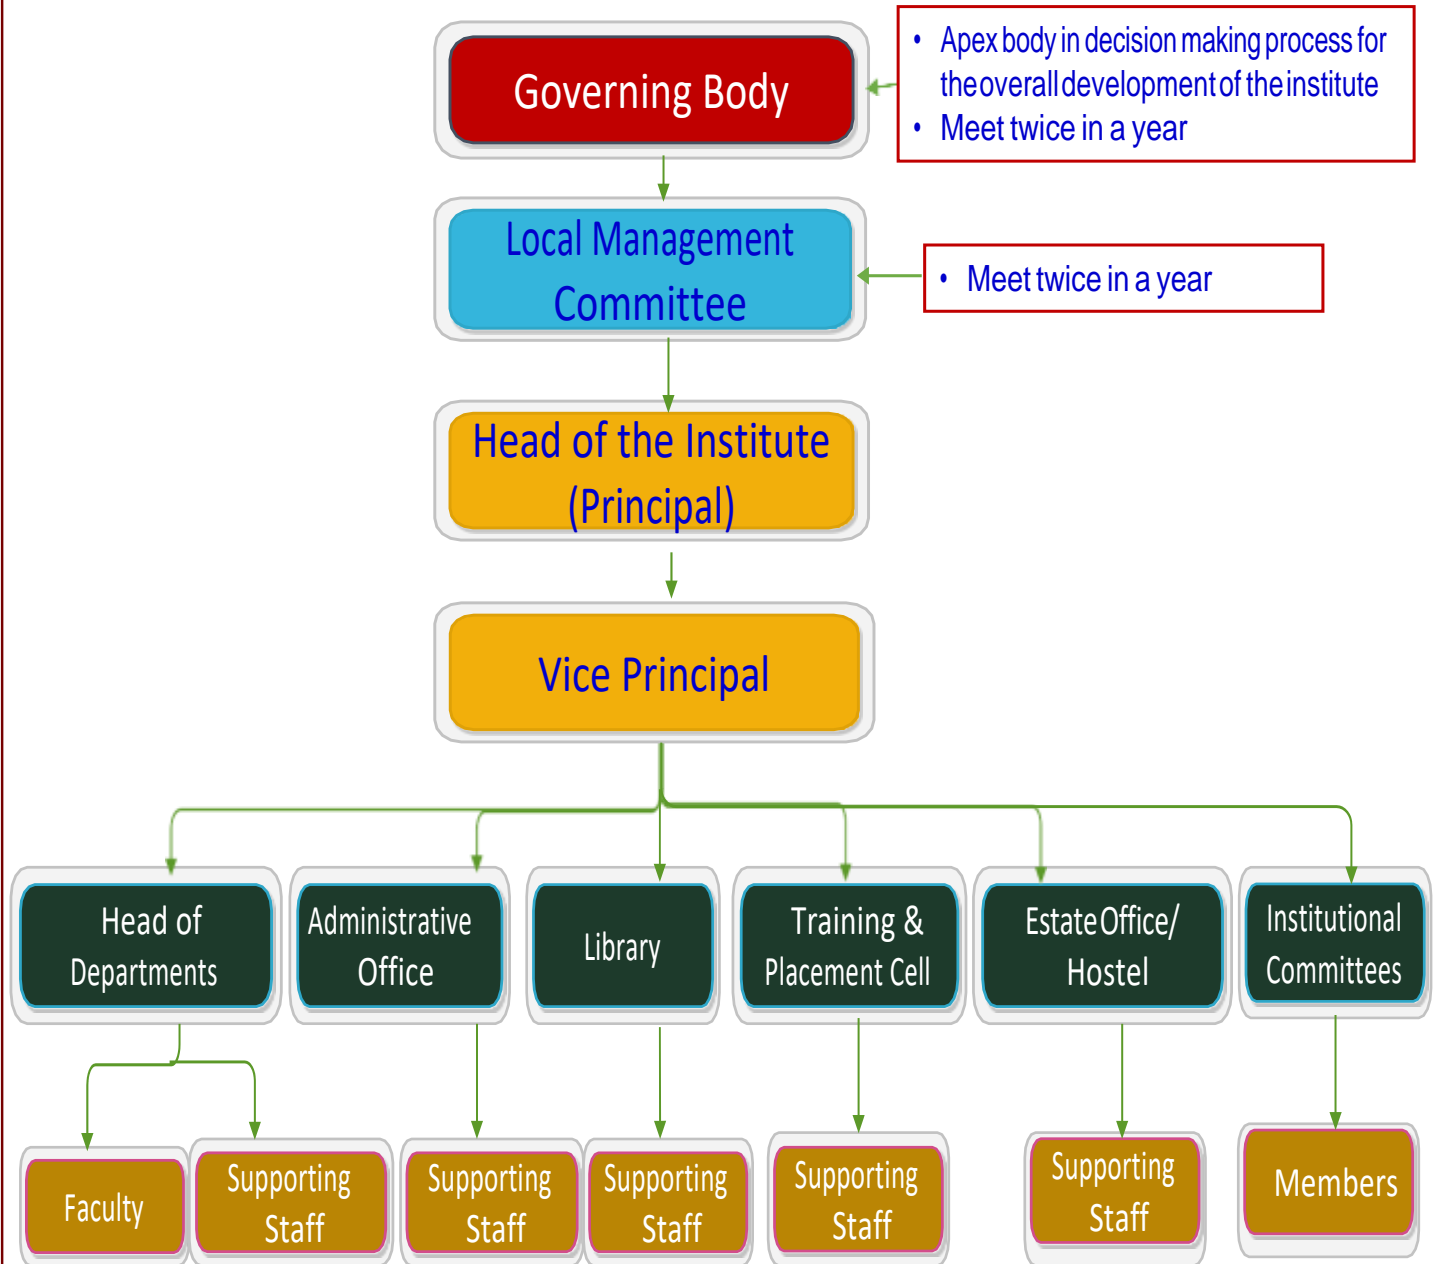 Governing Body
• Apex body in decision making process for
the overall development of the institute
• Meet twice in a year
Local Management
Committee
• Meet twice in a year
Head of the Institute
(Principal)
Vice Principal
Head of
Departments
Administrative
Office
Library
Training &
Placement Cell
Estate Office/
Hostel
Institutional
Committees
Faculty
Supporting
Staff
Supporting
Staff
Supporting
Staff
Supporting
Staff
Supporting
Staff
Members